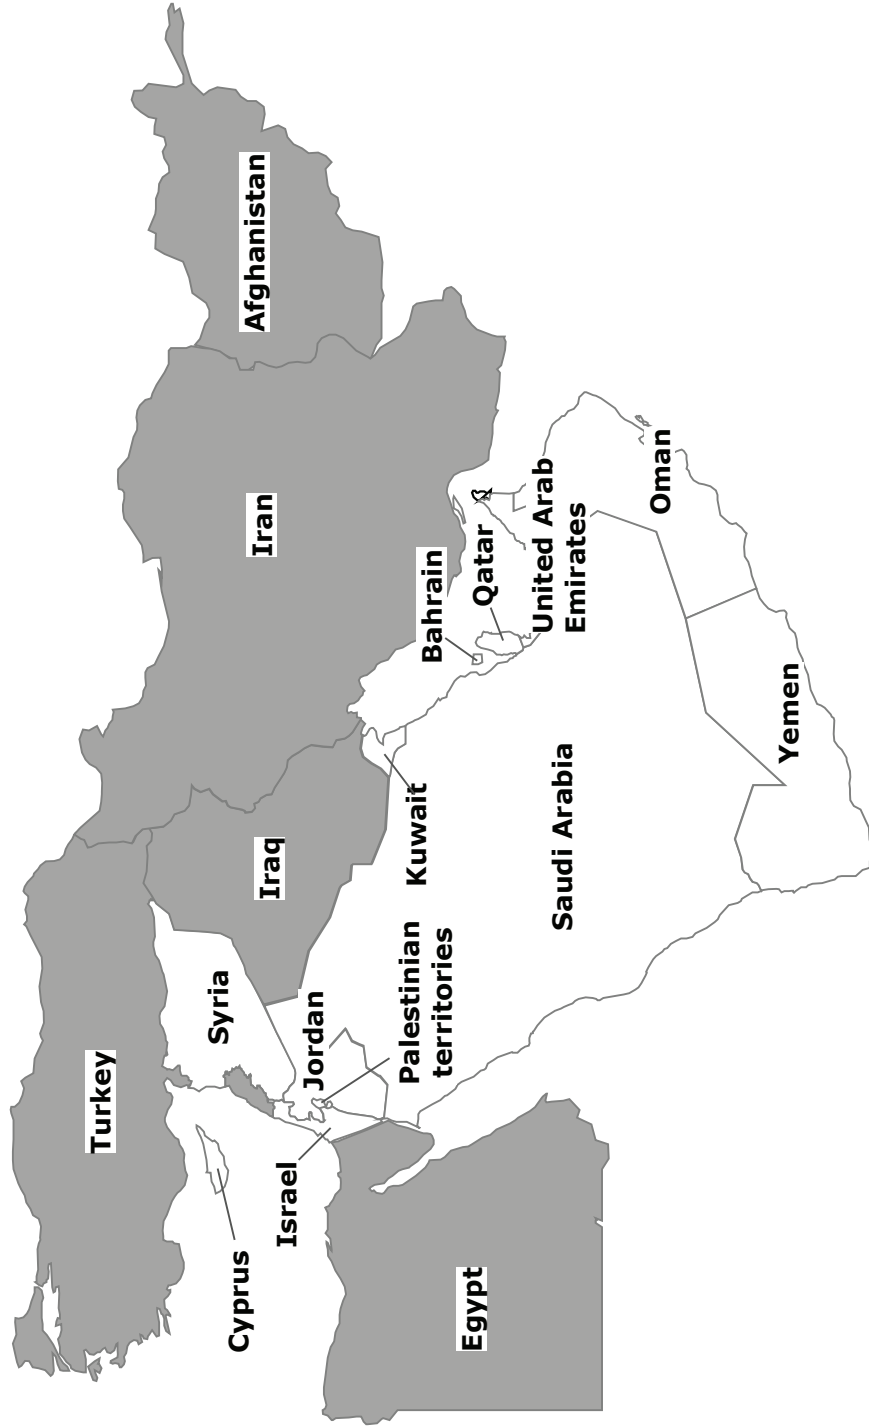 Turkey
Cyprus
Syria
Israel
Jordan
Palestinian
territories
Iraq
Iran
Afghanistan
Egypt
Kuwait
Bahrain
Qatar
United Arab
Emirates
Saudi Arabia
Oman
Yemen